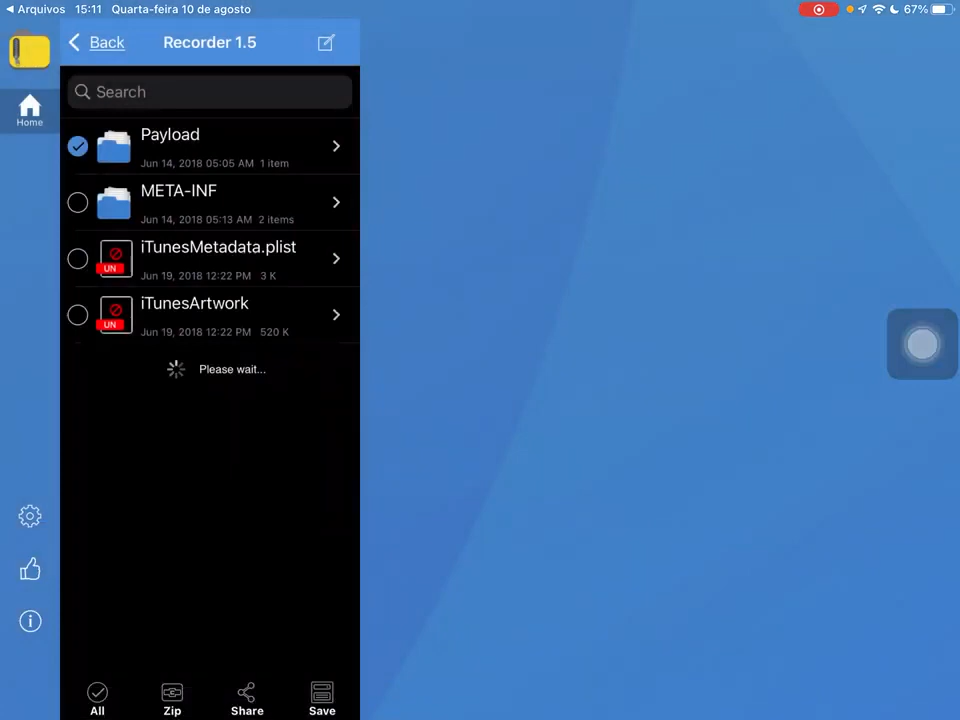 Arquivos 15:11 Quarta-feira 10 de agosto 67%
Back Recorder 1.5
Home
Search
Payload
Jun 14, 2018 05:05 AM 1 item
META-INF
Jun 14, 2018 05:13 AM 2 items
iTunesMetadata.plist
UN
Jun 19, 2018 12:22 PM 3 K
iTunesArtwork
UN
Jun 19, 2018 12:22 PM 520 K
Please wait...
All Zip Share Save